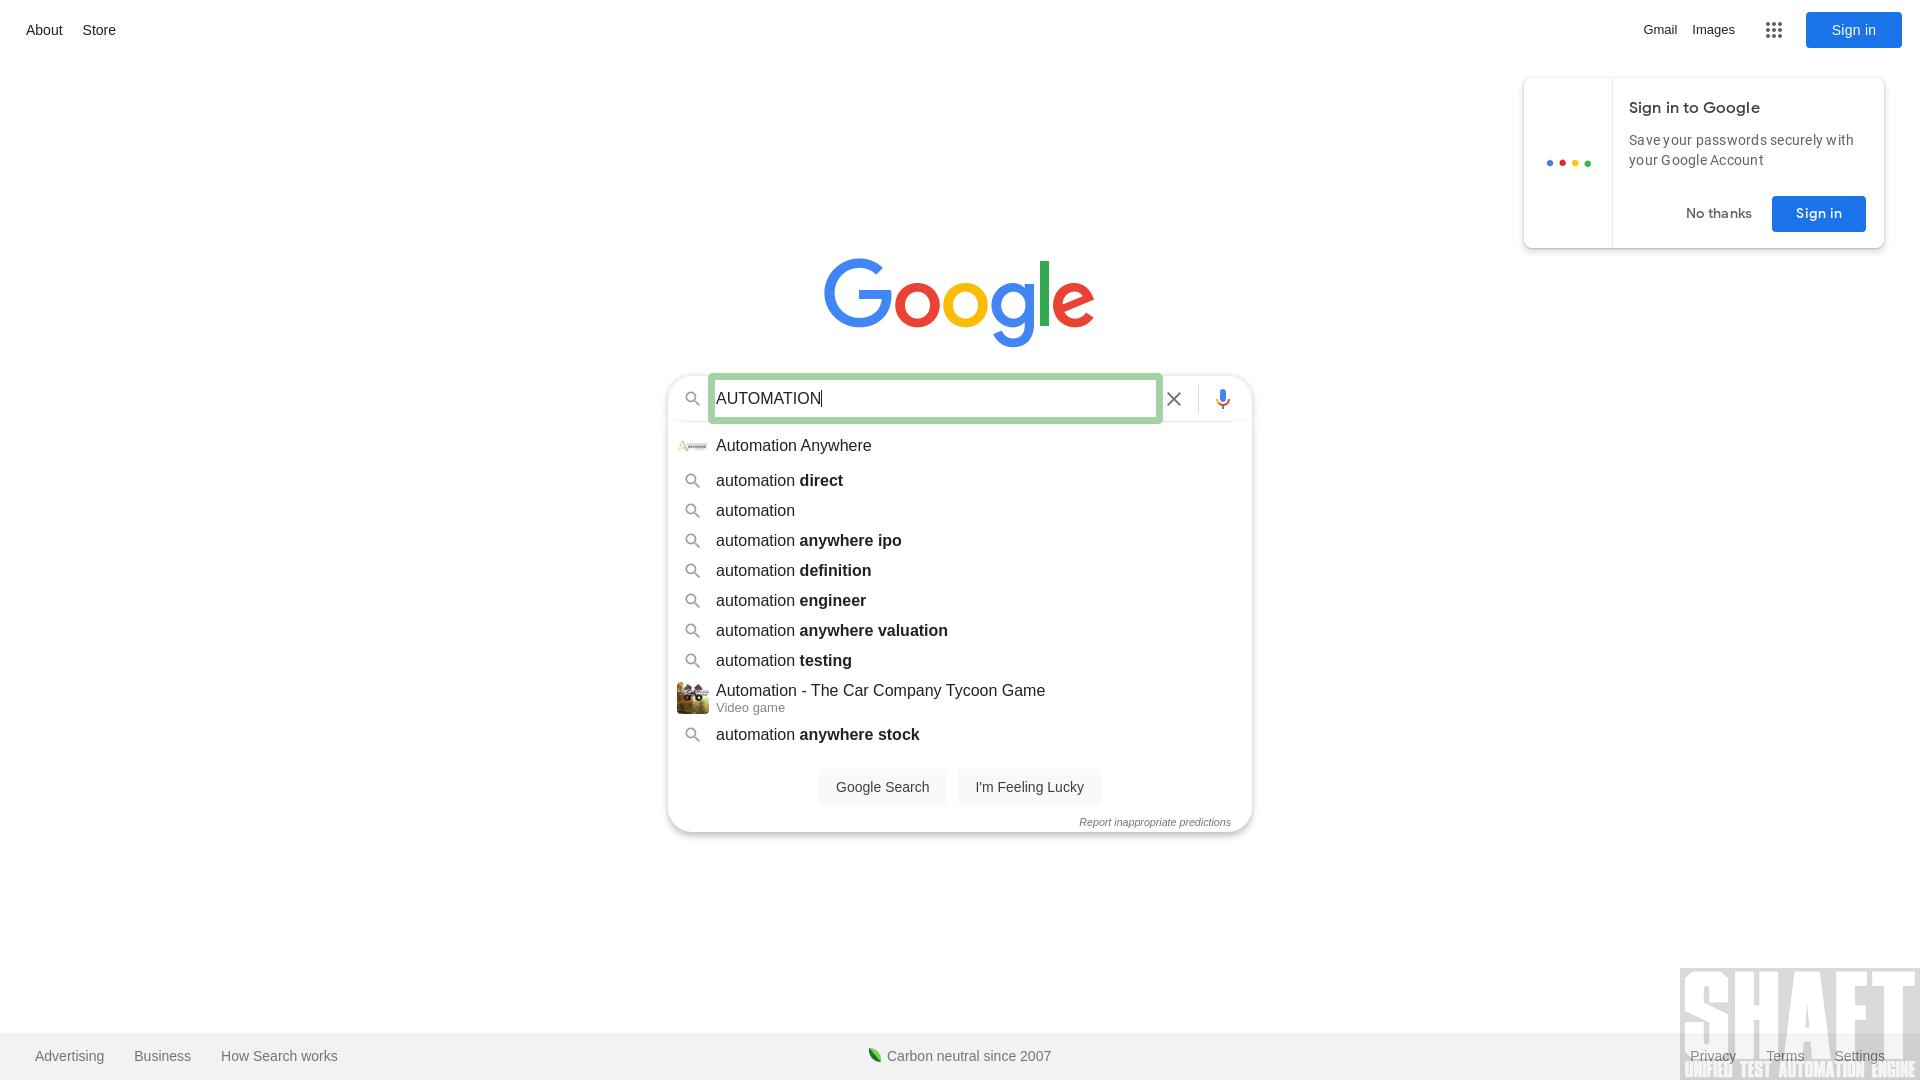 About Store
Gmail Images Sign in
Sign in to Google
Save your passwords securely with
your Google Account
No thanks Sign in
Google
AUTOMATION
Automation Anywhere
automation direct
automation
automation anywhere ipo
automation definition
automation engineer
automation anywhere valuation
automation testing
Automation - The Car Company Tycoon Game
Video game
automation anywhere stock
Google Search I'm Feeling Lucky
Report inappropriate predictions
Advertising Business How Search works
Carbon neutral since 2007
Privacy Terms Settings
SHAFT
UNIFIED TEST AUTOMATION ENGINE